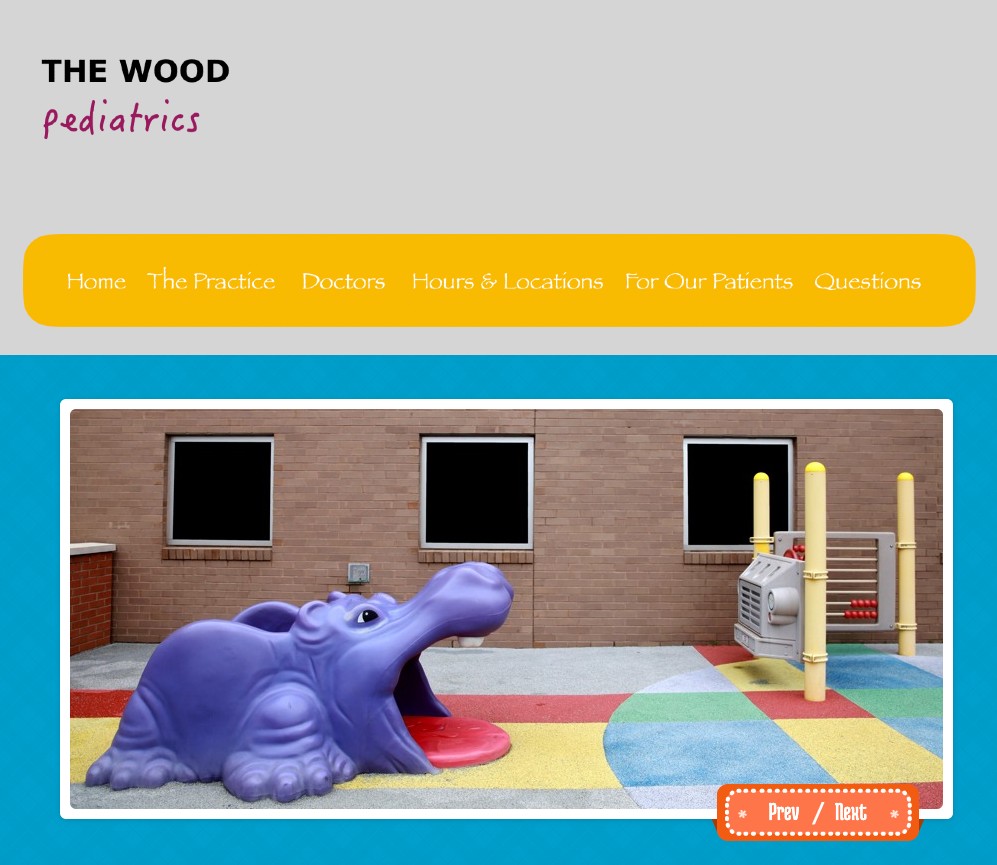 THE WOOD
pediatrics
Home The Practice Doctors Hours & Locations For Our Patients Questions
* Prev / Next *